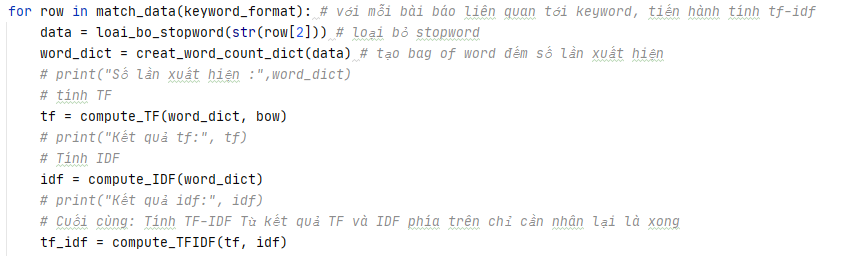 for row in match_data(keyword_format): # với mỗi bài báo liên quan tới keyword, tiến hành tính tf-idf
data = loai_bo_stopword(str(row[2])) # loại bỏ stopword
word_dict = creat_word_count_dict(data) # tạo bag of word đếm số lần xuất hiện
# print("Số lần xuất hiện :",word_dict)
# tính TF
tf = compute_TF(word_dict, bow)
# print("Kết quả tf:", tf)
# Tính IDF
idf = compute_IDF(word_dict)
# print("Kết quả idf:", idf)
# Cuối cùng: Tính TF-IDF Từ kết quả TF và IDF phía trên chỉ cần nhân lại là xong
tf_idf = compute_TFIDF(tf, idf)